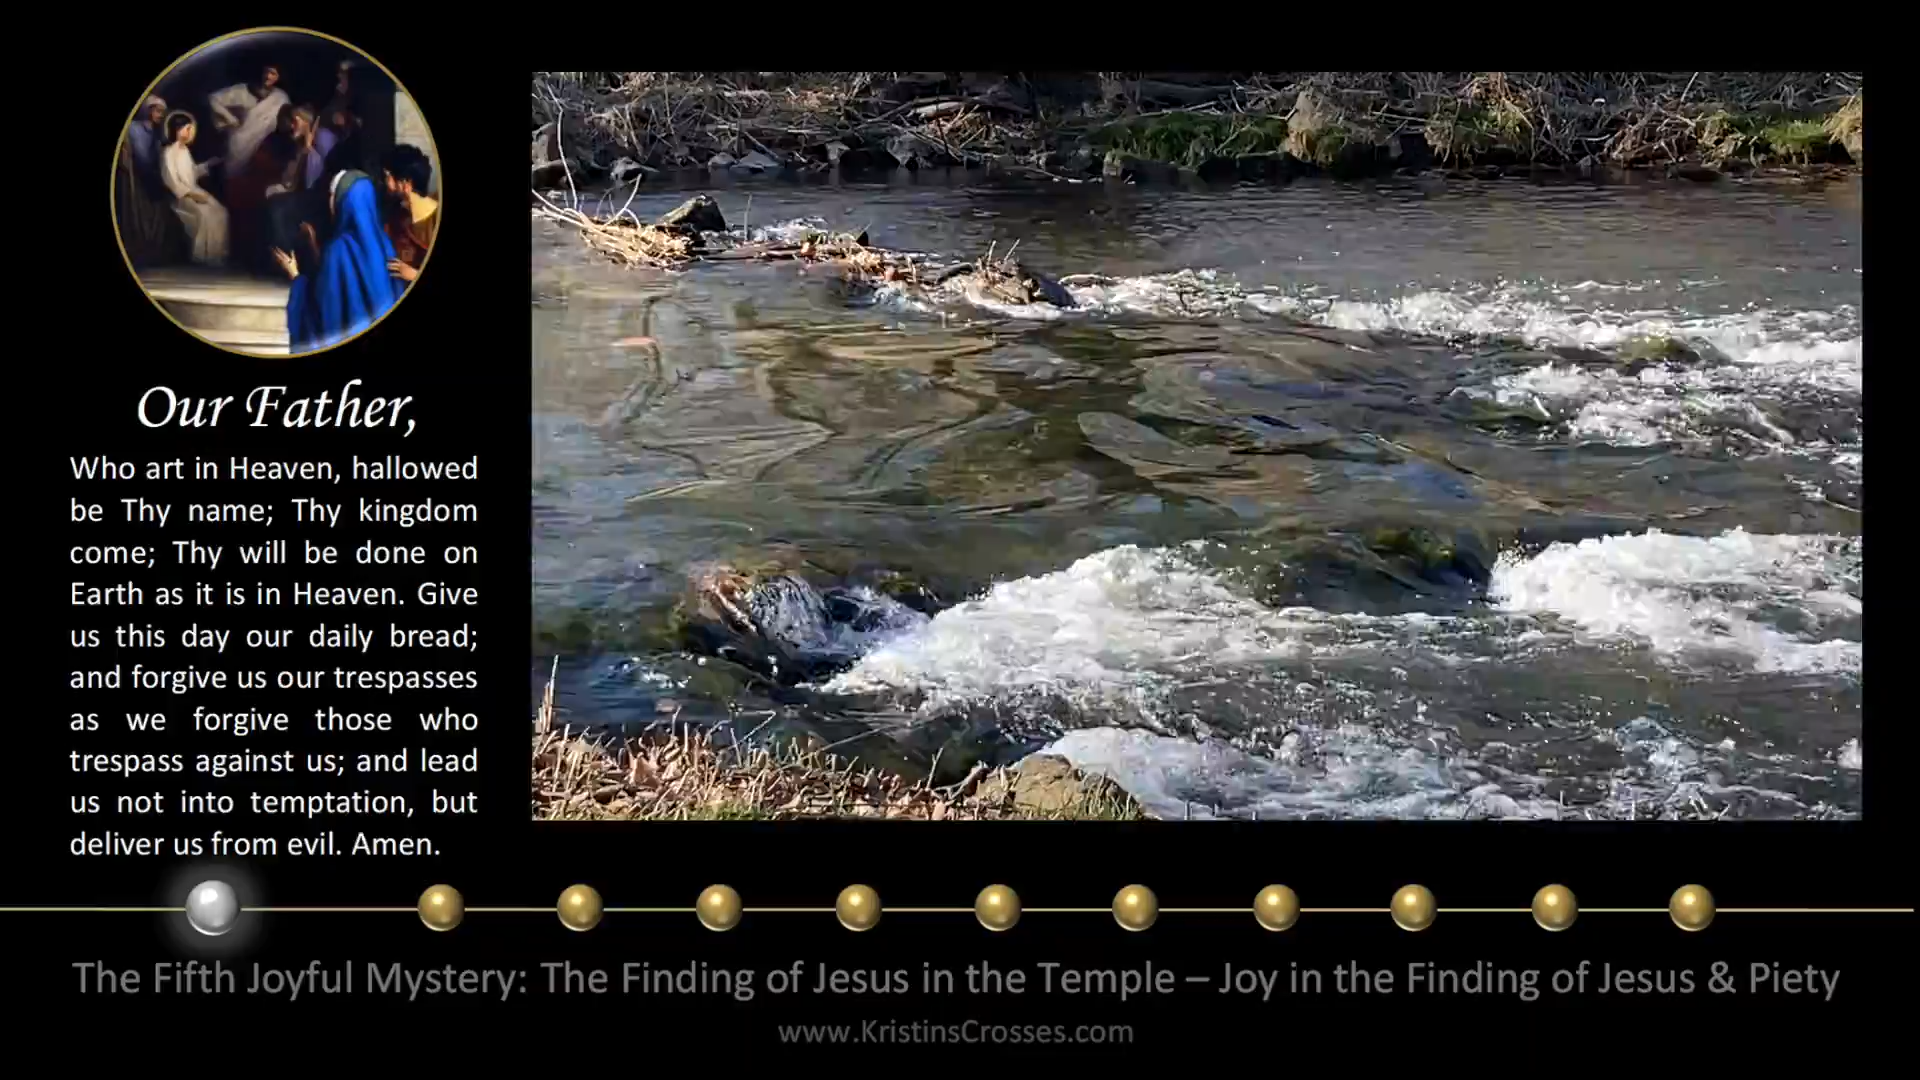 Our Father,
Who art in Heaven, hallowed
be Thy name; Thy kingdom
come; Thy will be done on
Earth as it is in Heaven. Give
us this day our daily bread;
and forgive us our trespasses
as we forgive those who
trespass against us; and lead
us not into temptation, but
deliver us from evil. Amen.
The Fifth Joyful Mystery: The Finding of Jesus in the Temple – Joy in the Finding of Jesus & Piety
www.KristinsCrosses.com